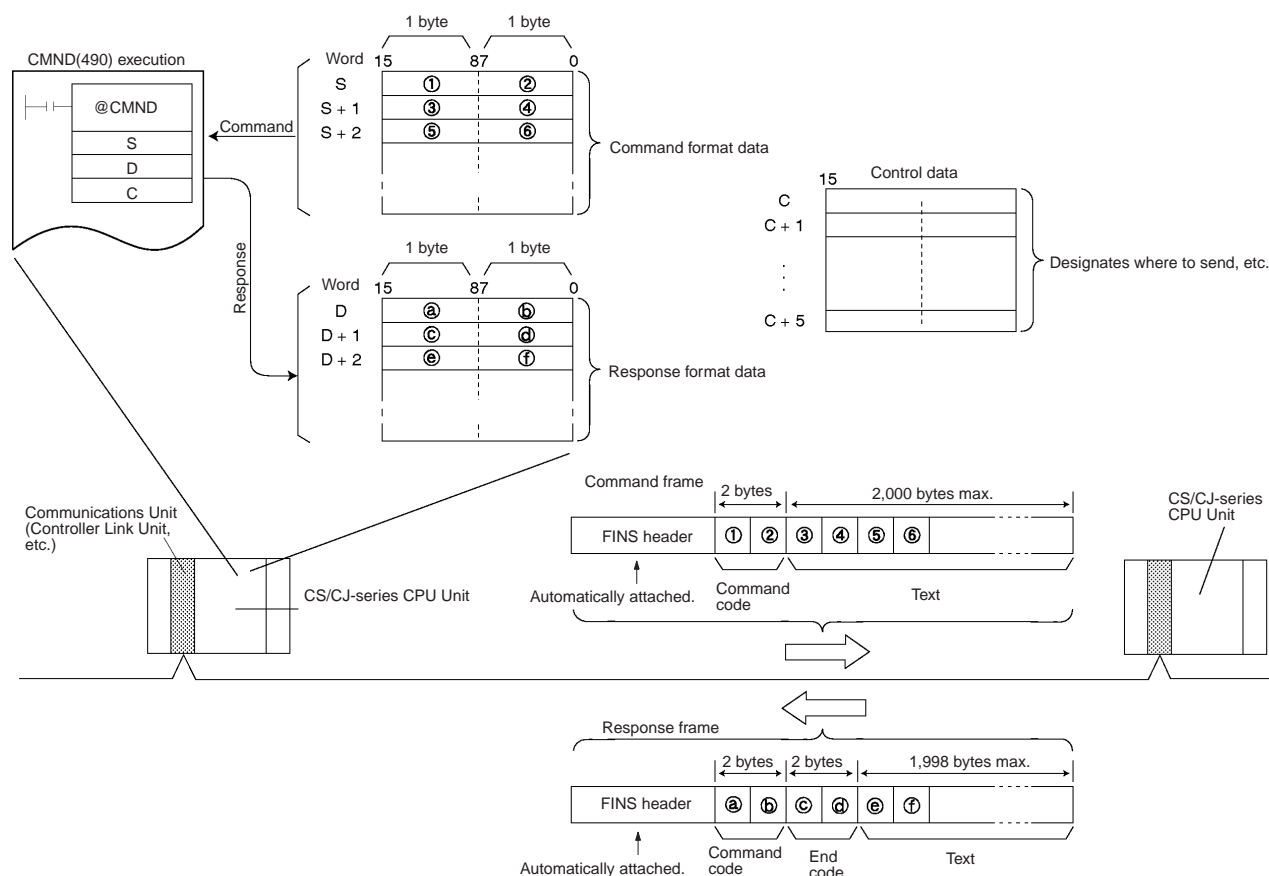 1 byte 1 byte
CMND(490) execution
Word 15 87 0
S ① ②
@CMND
S + 1 ③ ④
Command
S + 2 ⑤ ⑥
S
D
C
Command format data
Control data
15
C
C + 1
.
.
.
C + 5
Designates where to send, etc.
Response
1 byte 1 byte
Word 15 87 0
D ⓐ ⓑ
D + 1 ⓒ ⓓ
D + 2 ⓔ ⓕ
Response format data
Communications Unit
(Controller Link Unit,
etc.)
CS/CJ-series CPU Unit
Command frame
2 bytes 2,000 bytes max.
FINS header ① ② ③ ④ ⑤ ⑥
Automatically attached.
Command
code
Text
CS/CJ-series
CPU Unit
Response frame
2 bytes 2 bytes 1,998 bytes max.
FINS header ⓐ ⓑ ⓒ ⓓ ⓔ ⓕ
Automatically attached.
Command
code
End
code
Text